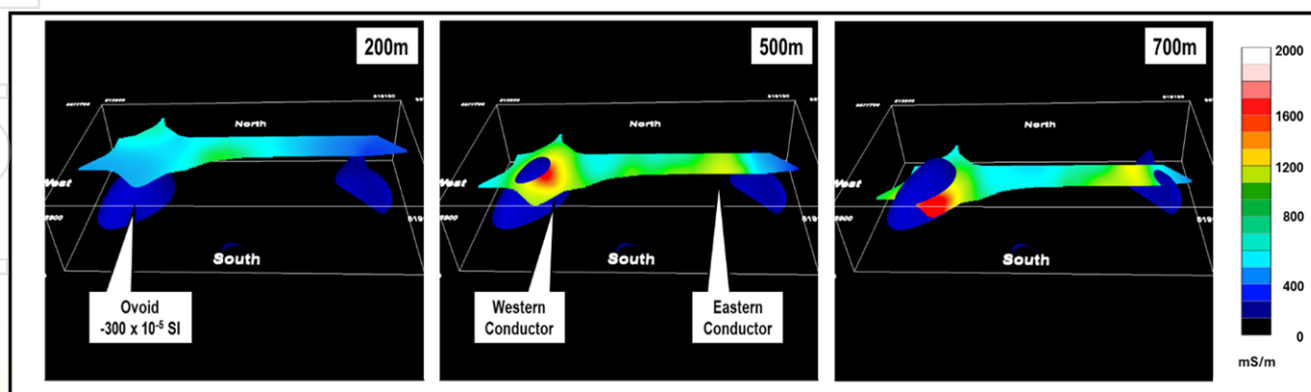 200m
North
West
South
Ovoid
-300 x 10⁻⁵ SI
500m
North
West
South
Western
Conductor
Eastern
Conductor
700m
North
West
South
2000
1600
1200
800
400
0
mS/m